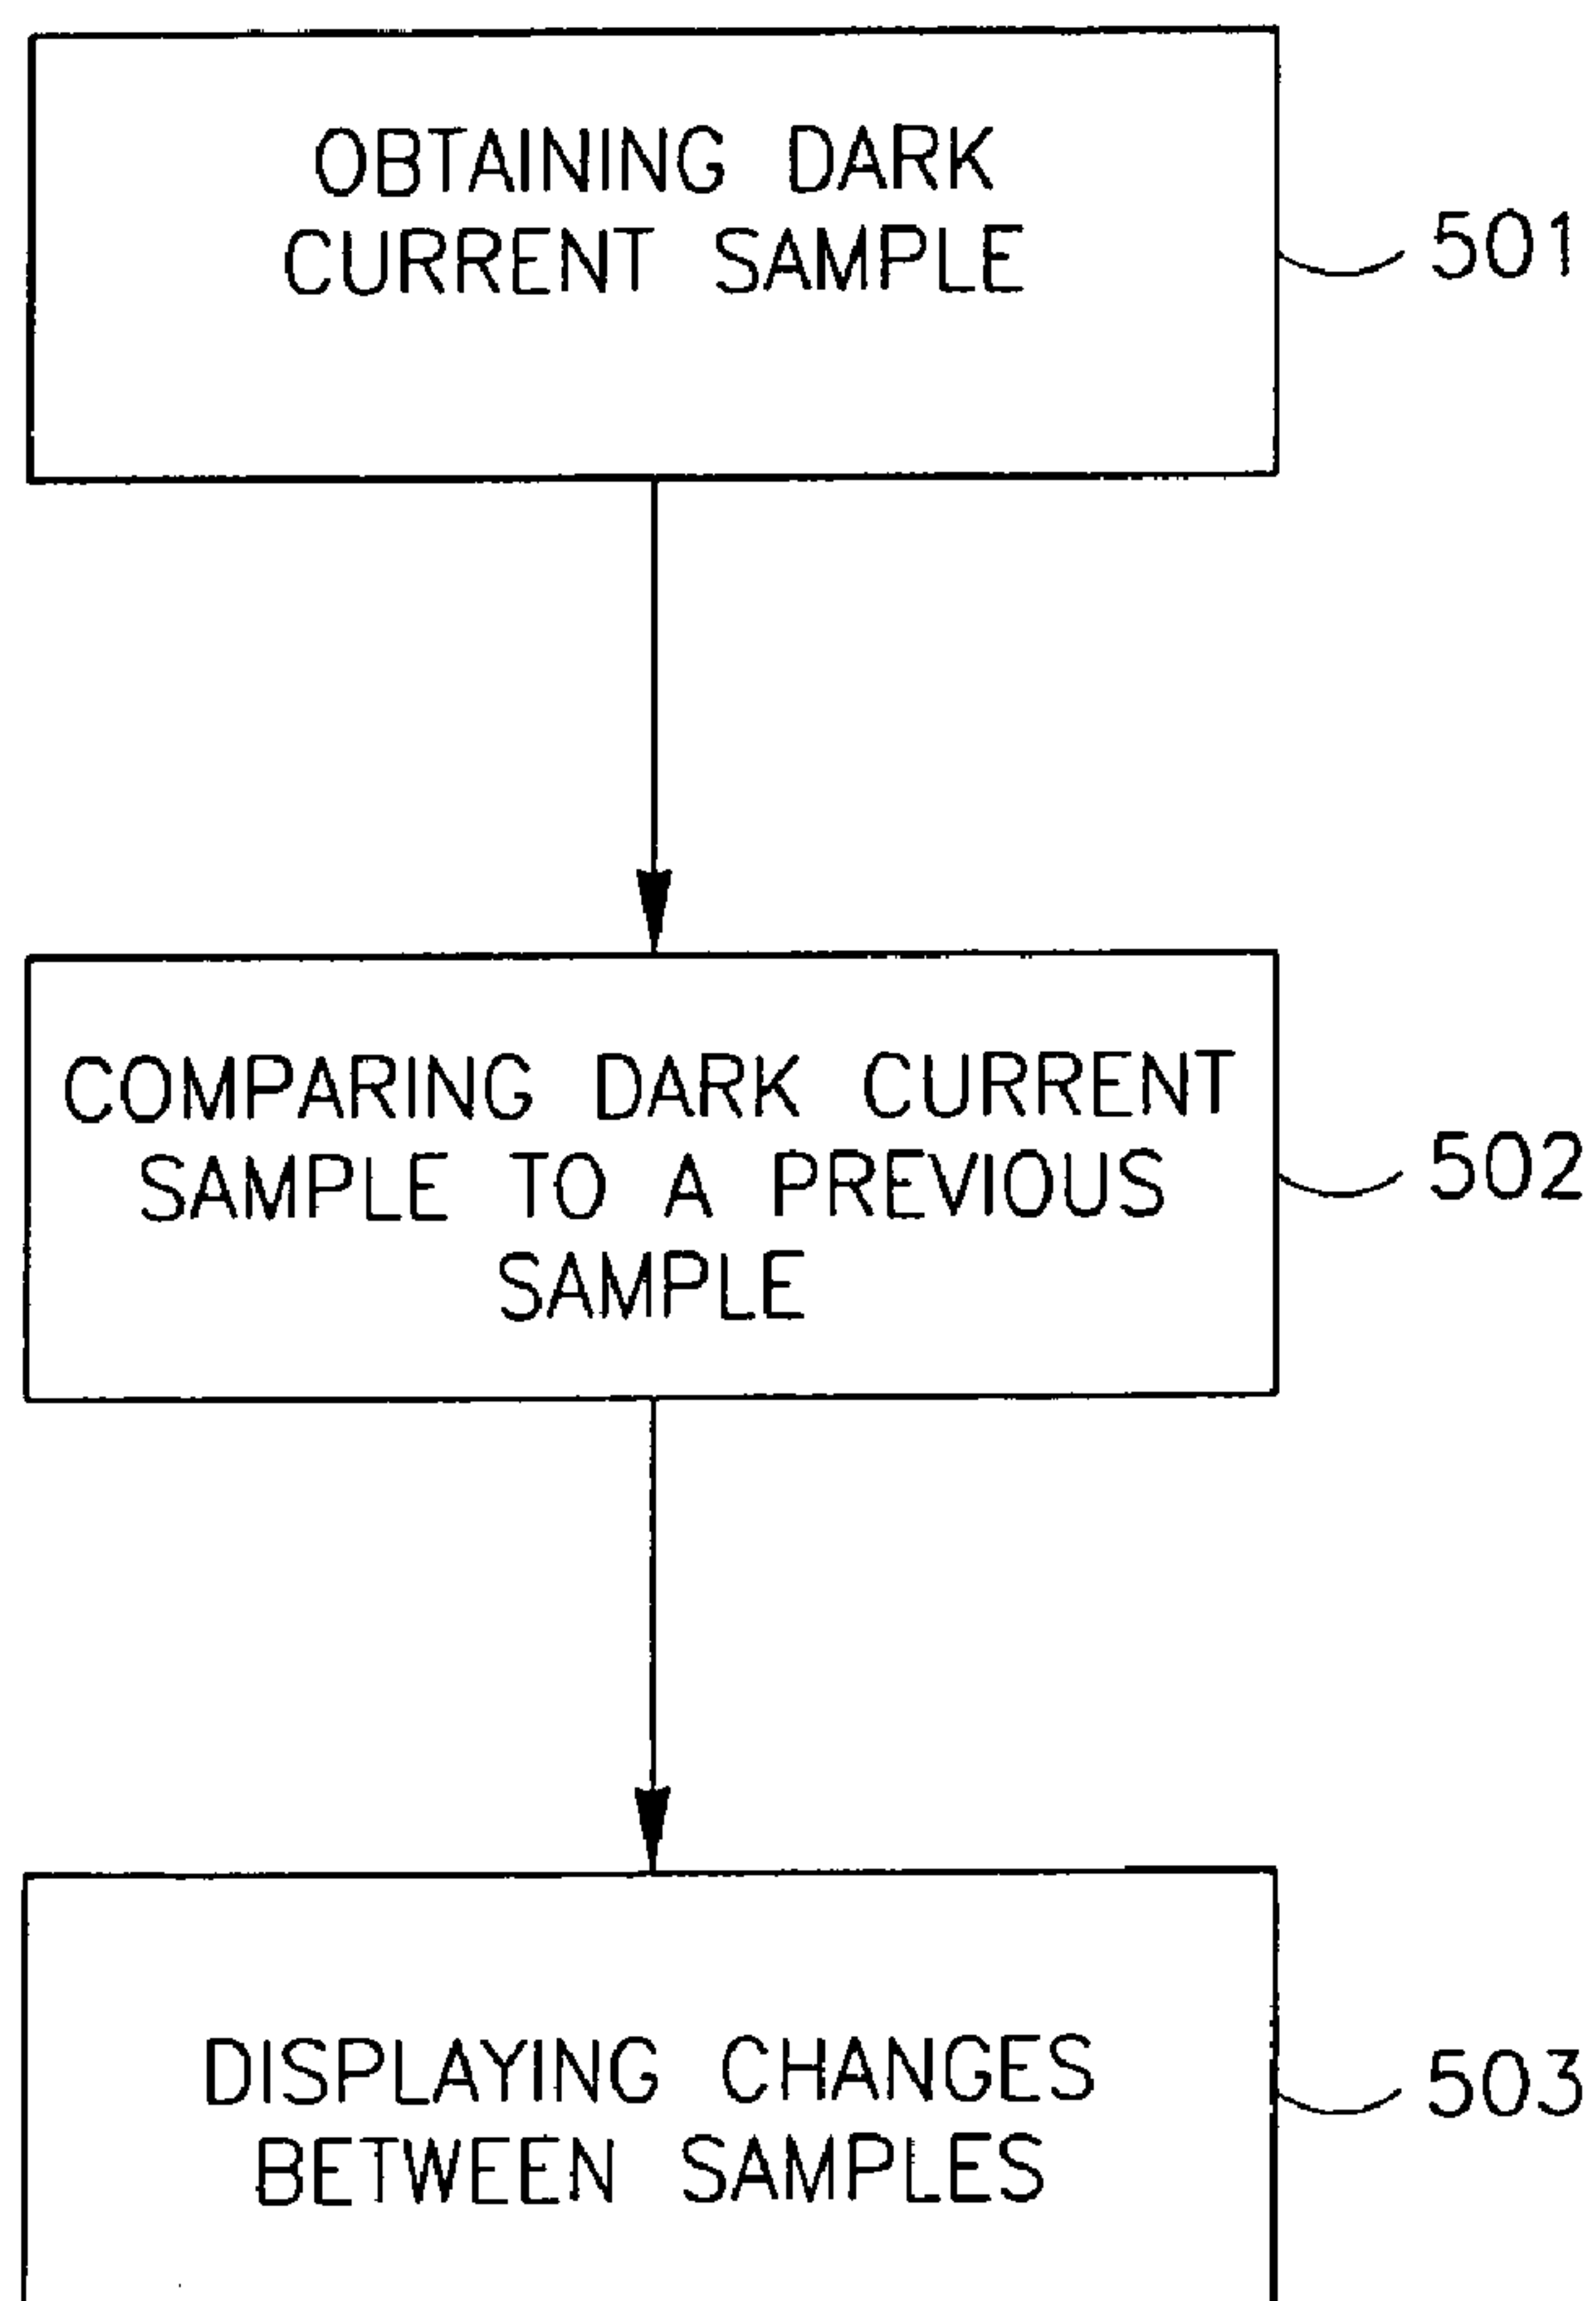 OBTAINING DARK
CURRENT SAMPLE
501
COMPARING DARK CURRENT
SAMPLE TO A PREVIOUS
SAMPLE
502
DISPLAYING CHANGES
BETWEEN SAMPLES
503